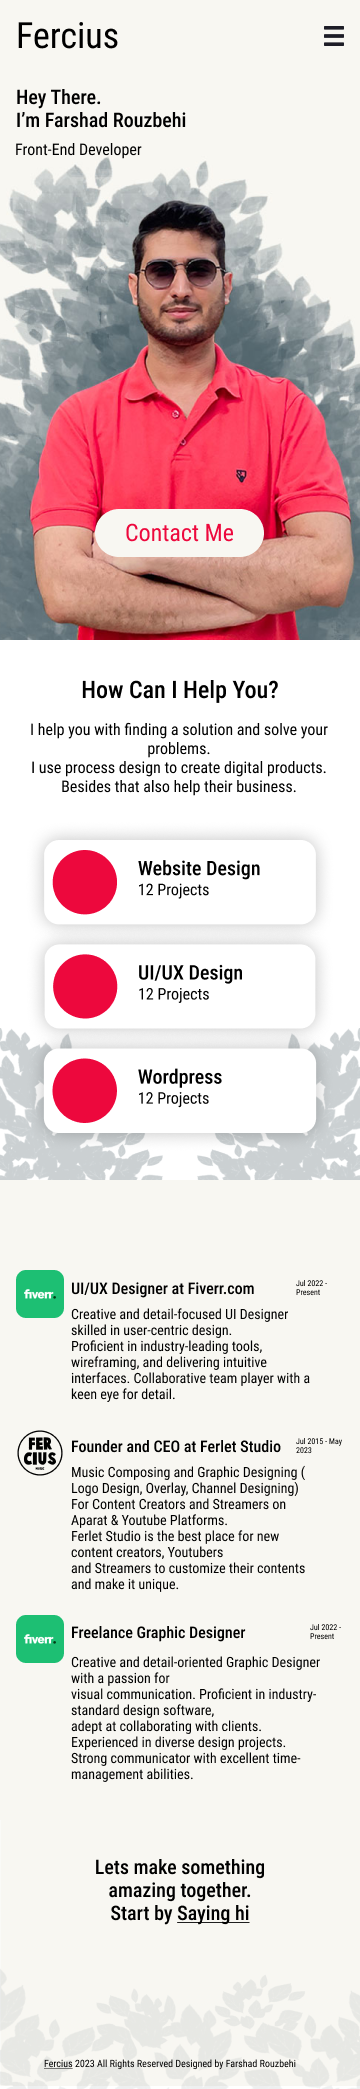 Fercius
Hey There.
I'm Farshad Rouzbehi
Front-End Developer
Contact Me
How Can I Help You?
I help you with finding a solution and solve your
problems.
I use process design to create digital products.
Besides that also help their business.
Website Design
12 Projects
UI/UX Design
12 Projects
Wordpress
12 Projects
fiverr.
UI/UX Designer at Fiverr.com
Jul 2022 -
Present
Creative and detail-focused UI Designer
skilled in user-centric design.
Proficient in industry-leading tools,
wireframing, and delivering intuitive
interfaces. Collaborative team player with a
keen eye for detail.
FER
CIUS
MUSIC
Founder and CEO at Ferlet Studio
Jul 2015 - May
2023
Music Composing and Graphic Designing (
Logo Design, Overlay, Channel Designing)
For Content Creators and Streamers on
Aparat & Youtube Platforms.
Ferlet Studio is the best place for new
content creators, Youtubers
and Streamers to customize their contents
and make it unique.
fiverr.
Freelance Graphic Designer
Jul 2022 -
Present
Creative and detail-oriented Graphic Designer
with a passion for
visual communication. Proficient in industry-
standard design software,
adept at collaborating with clients.
Experienced in diverse design projects.
Strong communicator with excellent time-
management abilities.
Lets make something
amazing together.
Start by Saying hi
Fercius 2023 All Rights Reserved Designed by Farshad Rouzbehi